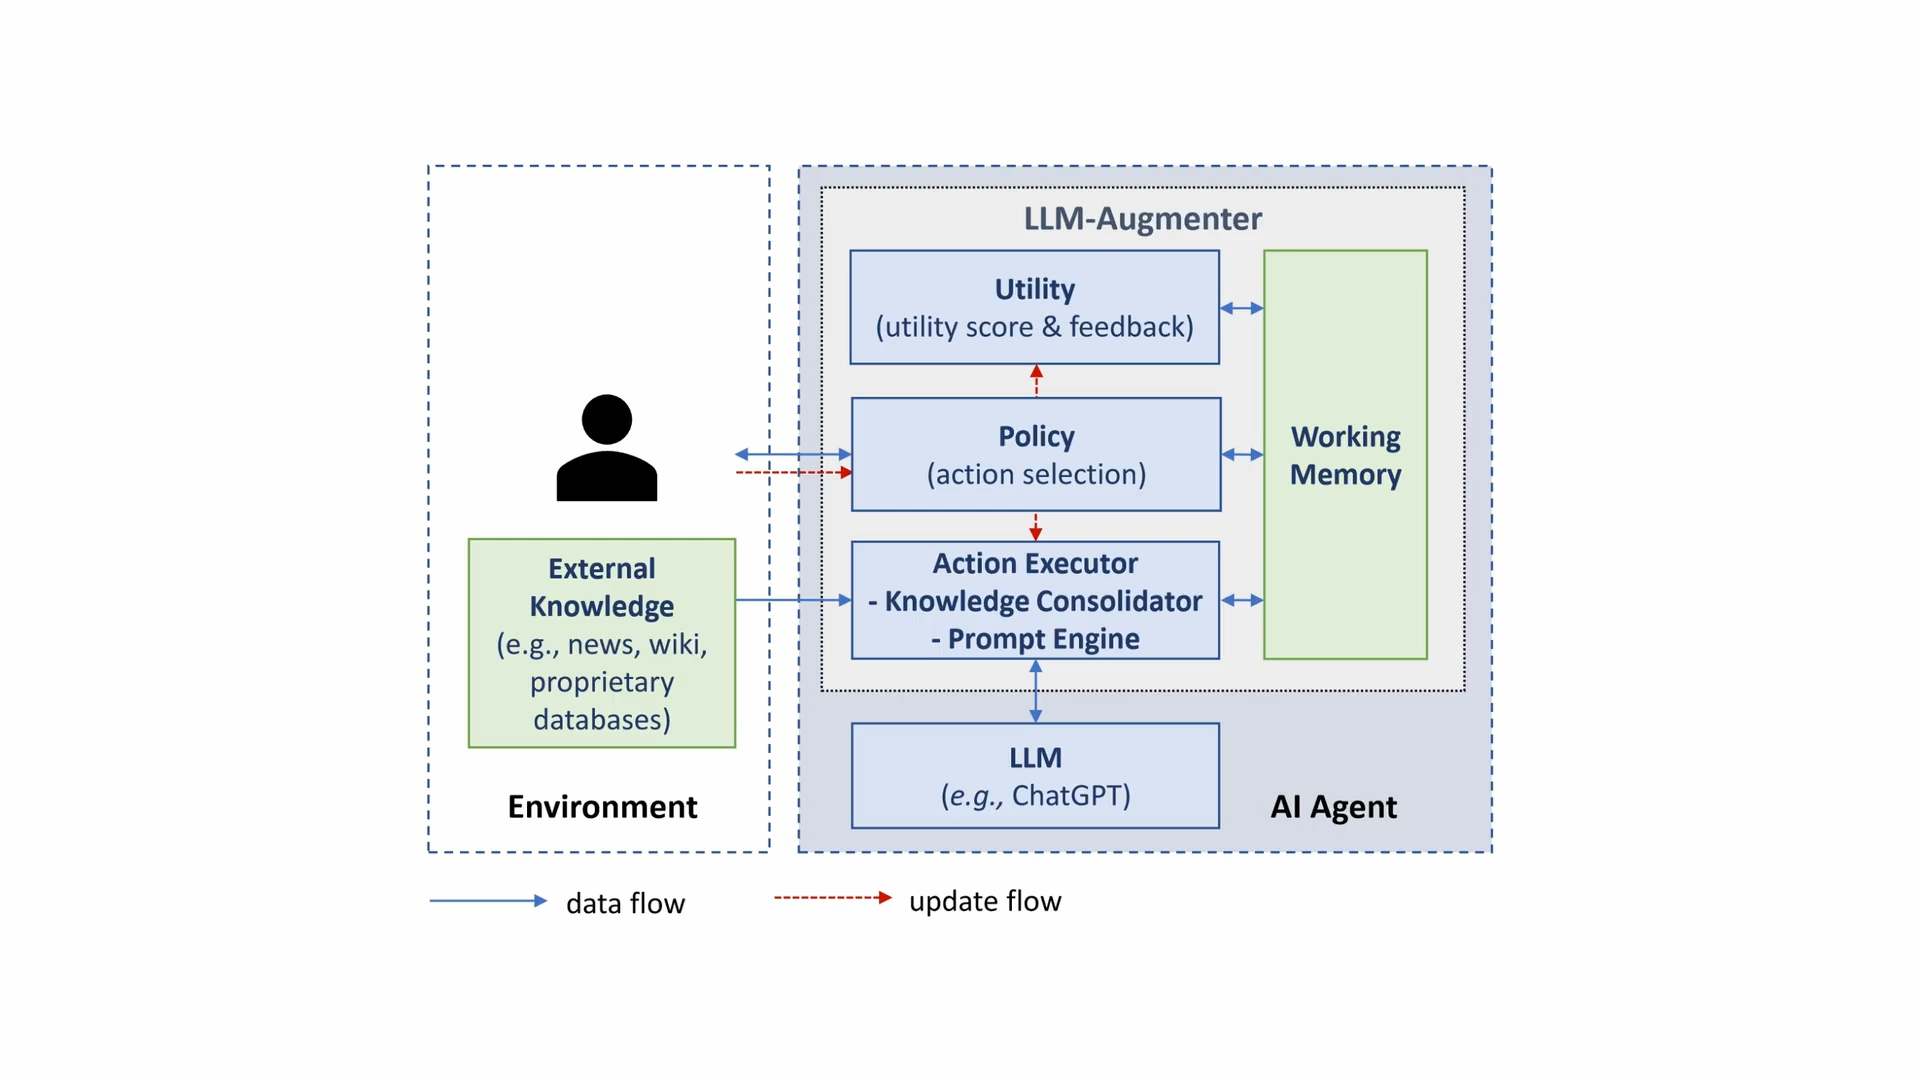 LLM-Augmenter
Utility
(utility score & feedback)
Policy
(action selection)
Working
Memory
Action Executor
- Knowledge Consolidator
- Prompt Engine
External
Knowledge
(e.g., news, wiki,
proprietary
databases)
LLM
(e.g., ChatGPT)
Environment
AI Agent
data flow
update flow